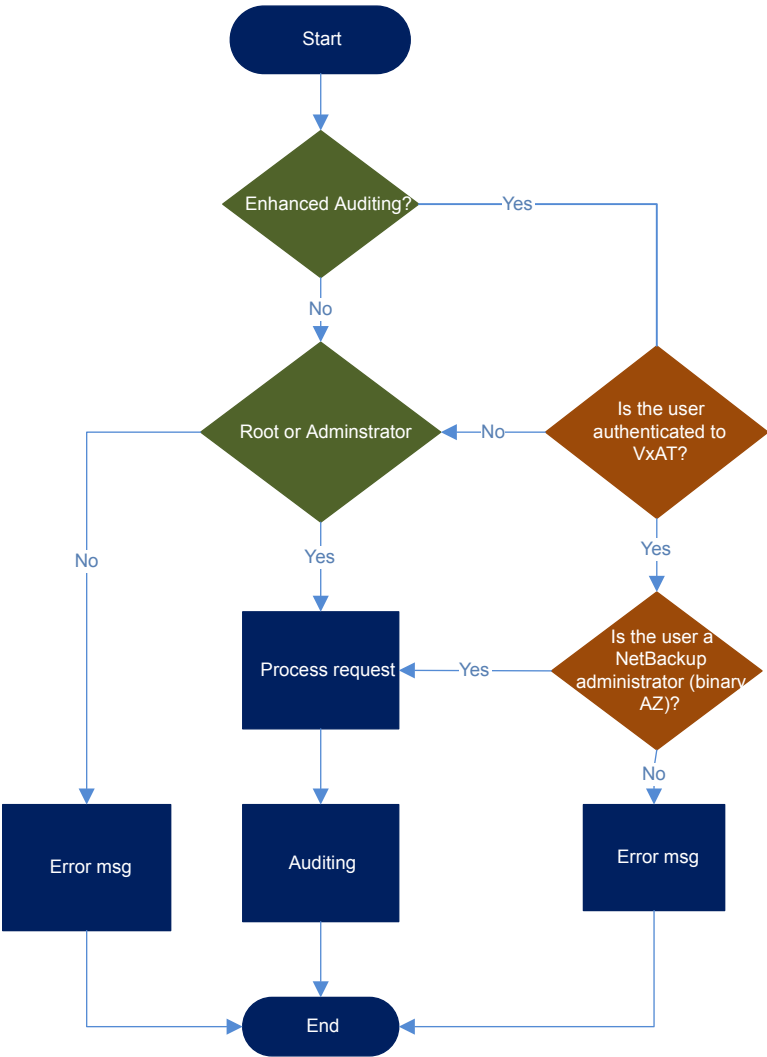 Start
Enhanced Auditing?
Yes
No
Root or Adminstrator
No
Is the user
authenticated to
VxAT?
No
Yes
Yes
Process request
Yes
Is the user a
NetBackup
administrator (binary
AZ)?
No
Error msg
Auditing
Error msg
End